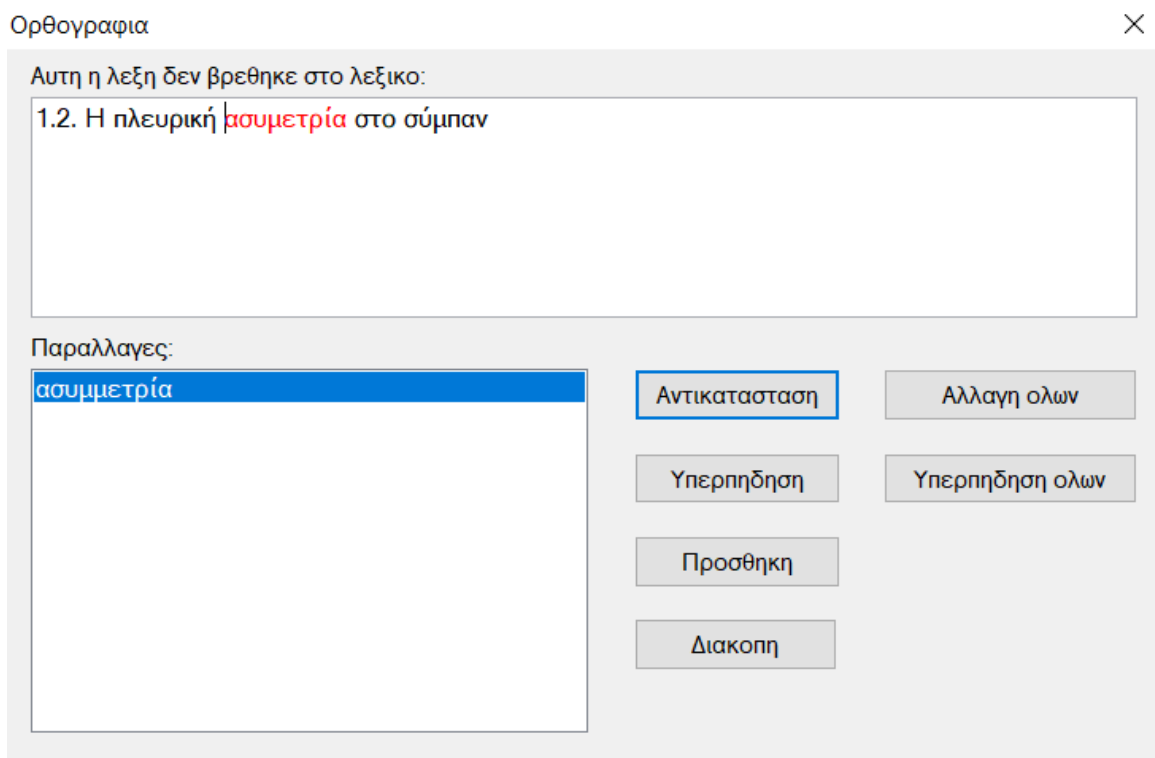 Ορθογραφια
Αυτη η λεξη δεν βρεθηκε στο λεξικο:
1.2. Η πλευρική ασυμετρία στο σύμπαν
Παραλλαγες:
ασυμμετρία
Αντικατασταση
Αλλαγη ολων
Υπερπηδηση
Υπερπηδηση ολων
Προσθηκη
Διακοπη